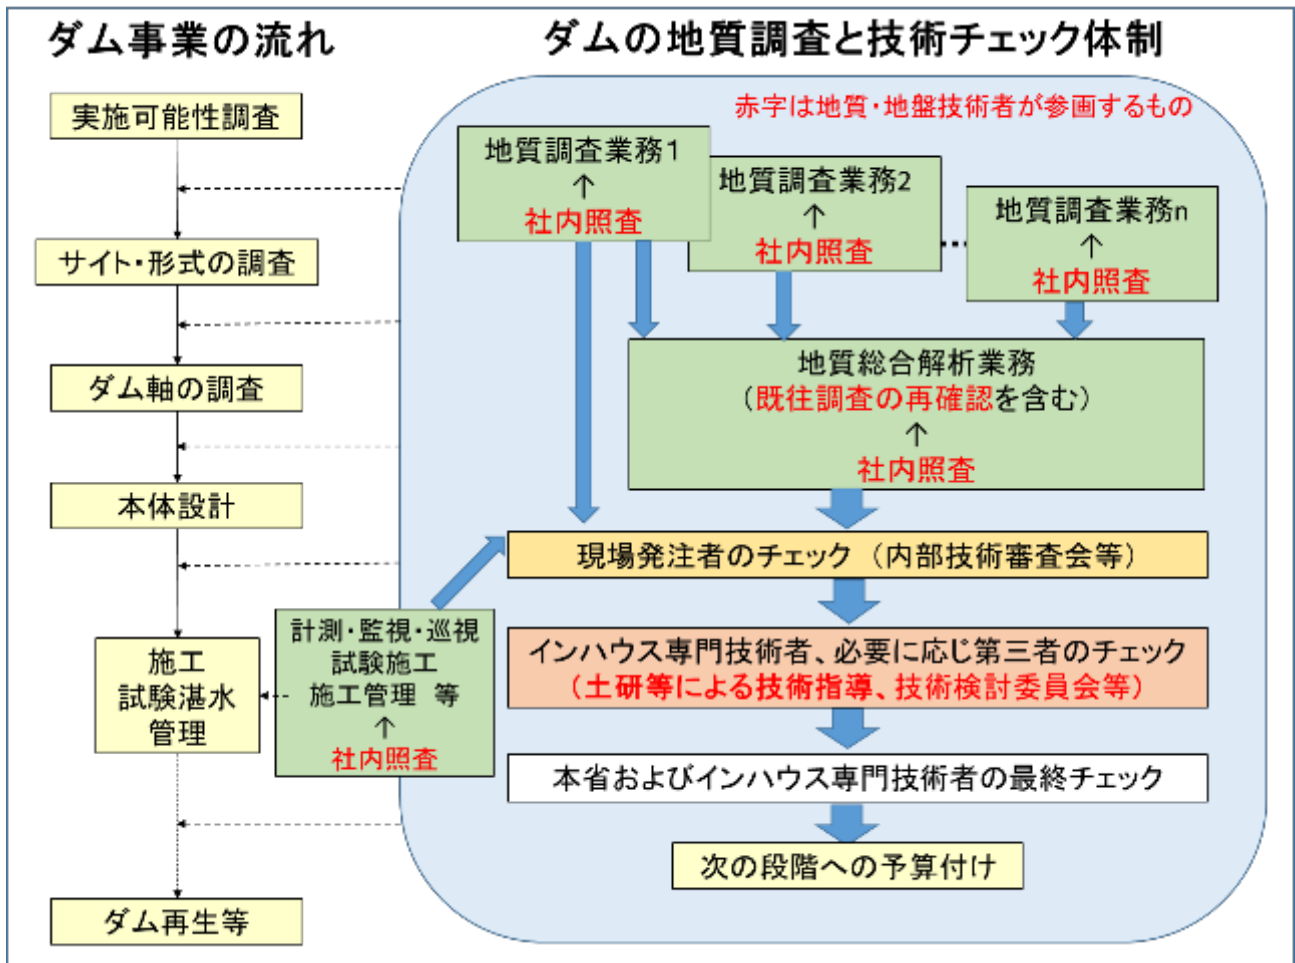 ダム事業の流れ
実施可能性調査
サイト・形式の調査
ダム軸の調査
本体設計
施工
試験湛水
管理
ダム再生等
ダムの地質調査と技術チェック体制
赤字は地質・地盤技術者が参画するもの
地質調査業務1
↑
社内照査
地質調査業務2
↑
社内照査
地質調査業務n
↑
社内照査
地質総合解析業務
（既往調査の再確認を含む）
↑
社内照査
現場発注者のチェック （内部技術審査会等）
計測・監視・巡視
試験施工
施工管理 等
↑
社内照査
インハウス専門技術者、必要に応じ第三者のチェック
（土研等による技術指導、技術検討委員会等）
本省およびインハウス専門技術者の最終チェック
次の段階への予算付け